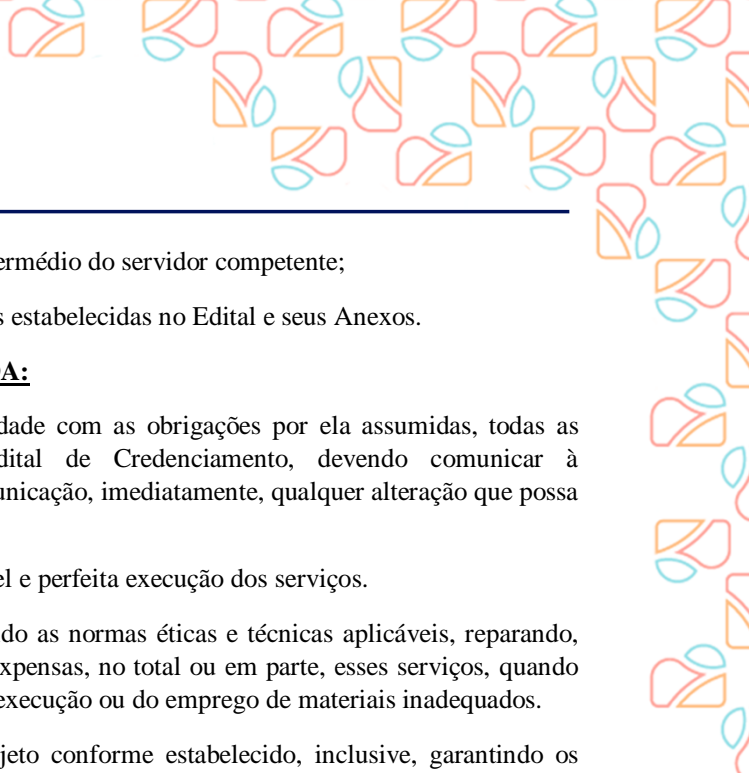 ermédio do servidor competente;
s estabelecidas no Edital e seus Anexos.
DA:
dade com as obrigações por ela assumidas, todas as
dital de Credenciamento, devendo comunicar à
unicação, imediatamente, qualquer alteração que possa
el e perfeita execução dos serviços.
do as normas éticas e técnicas aplicáveis, reparando,
xpensas, no total ou em parte, esses serviços, quando
execução ou do emprego de materiais inadequados.
jeto conforme estabelecido, inclusive, garantindo os